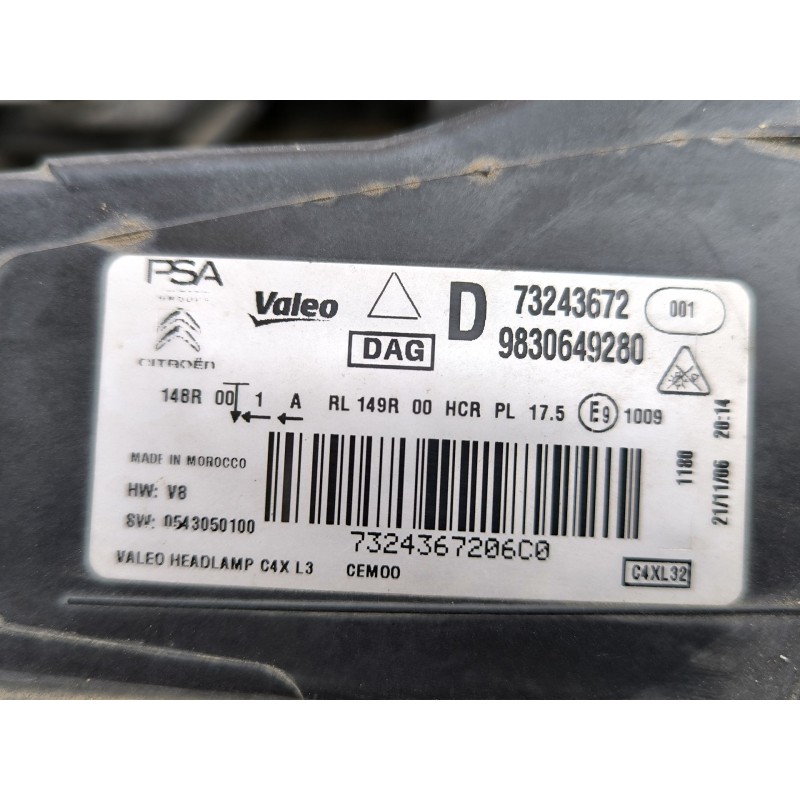 PSA
GROUPE
CITROËN
Valeo
DAG
D
73243672
001
9830649280
148R 00 1 A RL 149R 00 HCR PL 17.5 E9 1009
MADE IN MOROCCO
HW: V8
SW: 0543050100
7324367206C0
VALEO HEADLAMP C4X L3 CEM00
C4XL32
1180
21/11/06 20:14